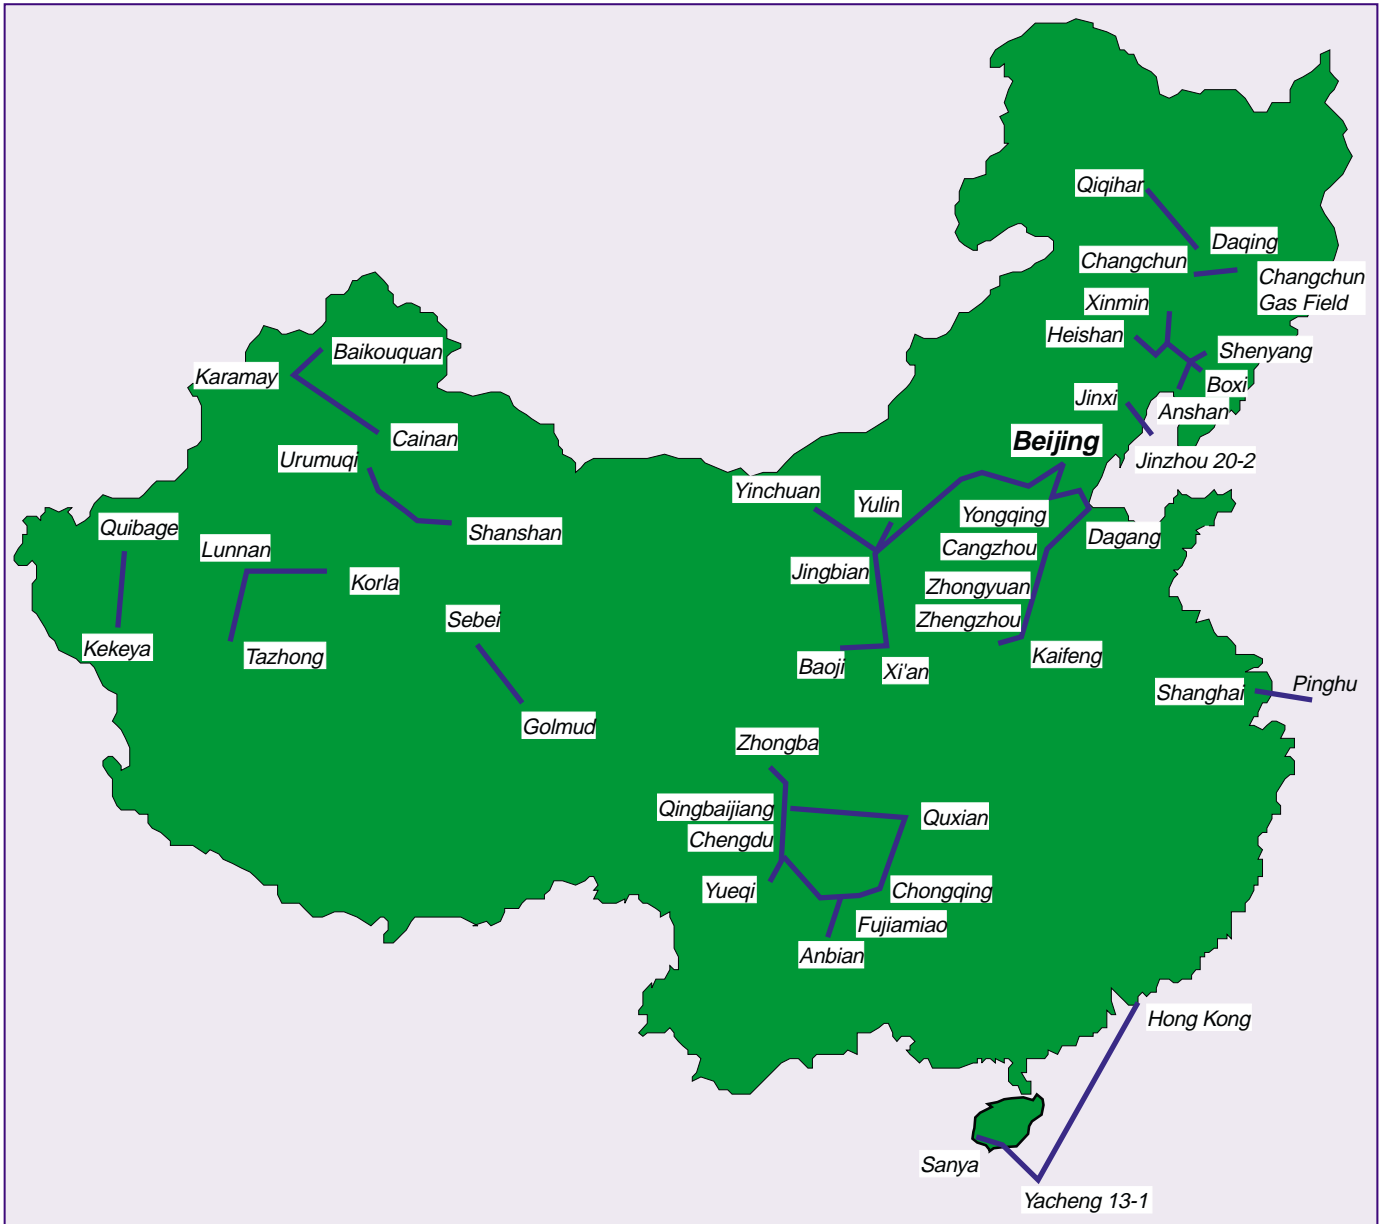 Qiqihar
Daqing
Changchun
Changchun
Gas Field
Xinmin
Heishan
Shenyang
Boxi
Jinxi
Anshan
Jinzhou 20-2
Beijing
Baikouquan
Karamay
Cainan
Urumuqi
Shanshan
Quibage
Lunnan
Korla
Kekeya
Tazhong
Sebei
Golmud
Yinchuan
Yulin
Yongqing
Dagang
Cangzhou
Jingbian
Zhongyuan
Zhengzhou
Kaifeng
Baoji
Xi'an
Shanghai
Pinghu
Zhongba
Qingbaijiang
Quxian
Chengdu
Yueqi
Chongqing
Fujiamiao
Anbian
Hong Kong
Sanya
Yacheng 13-1